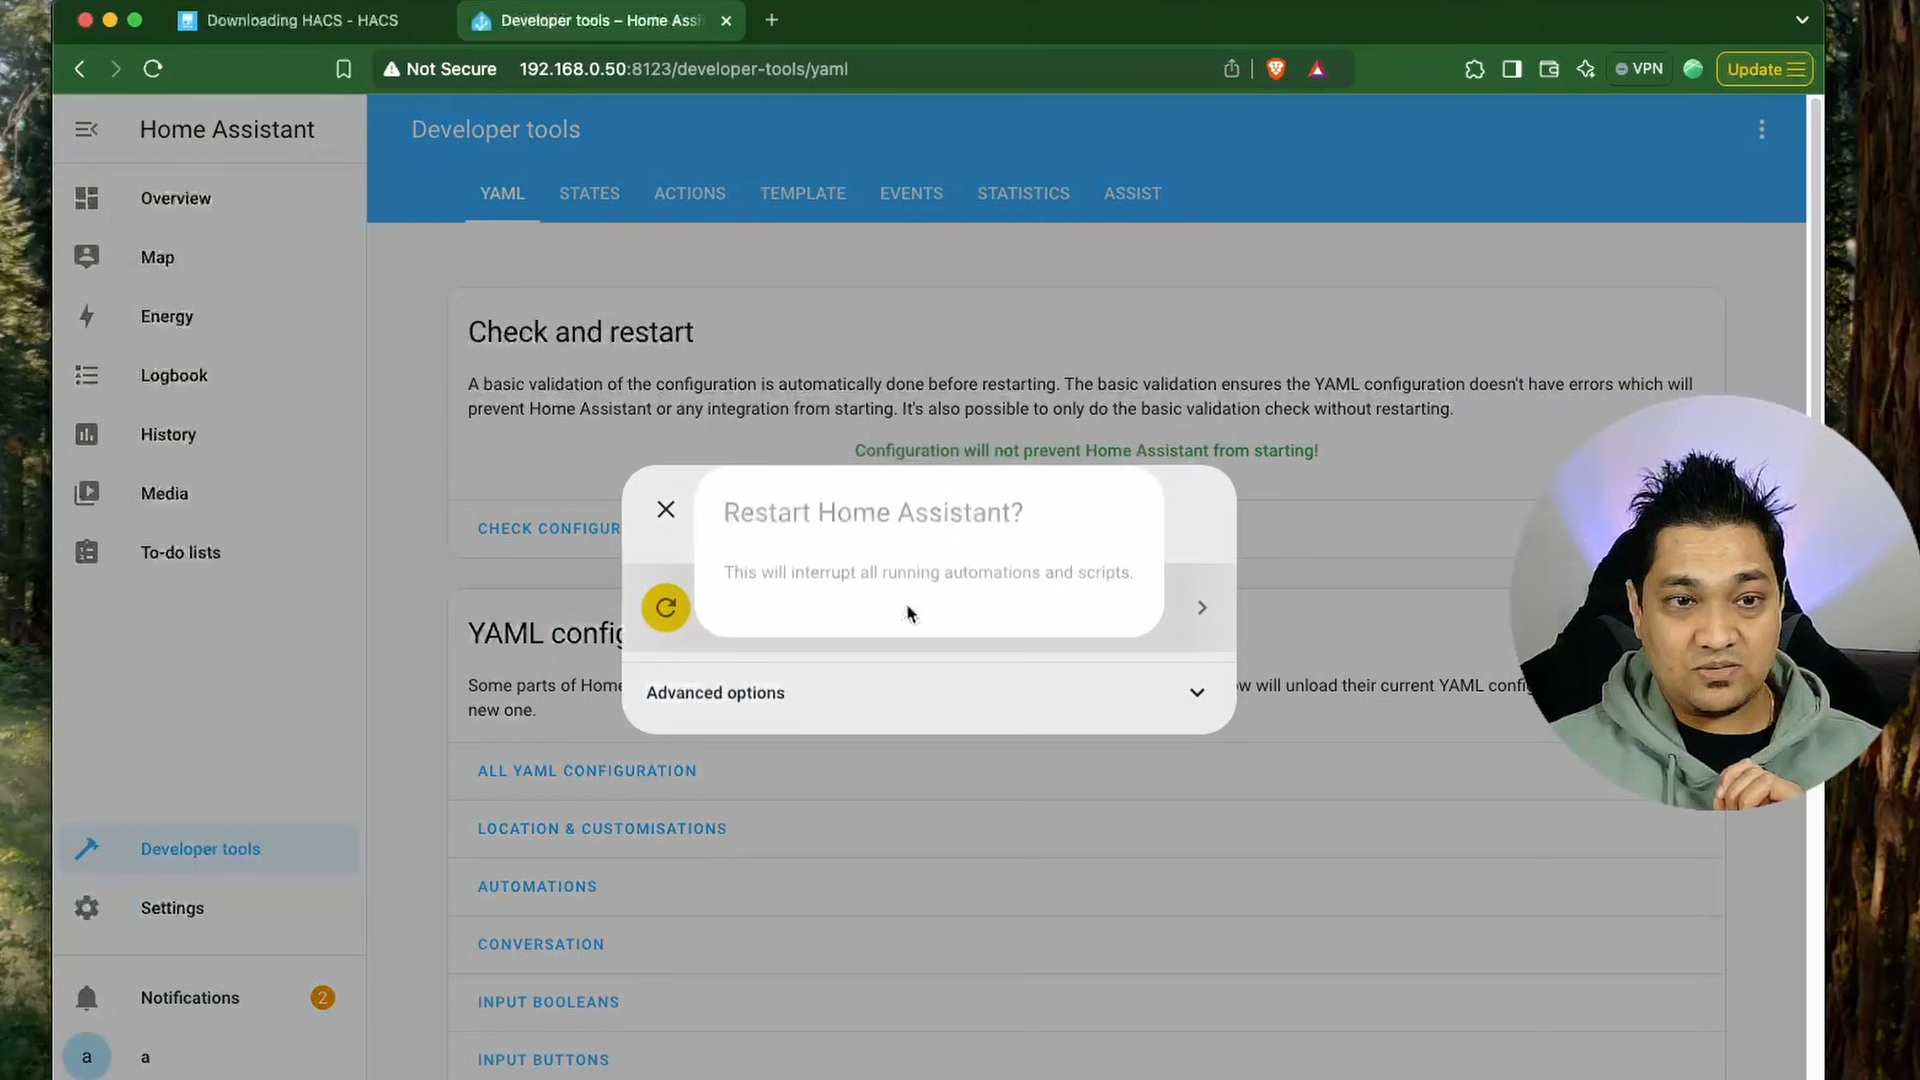 Downloading HACS - HACS
Developer tools – Home Assi
Not Secure
192.168.0.50:8123/developer-tools/yaml
VPN
Update
Home Assistant
Developer tools
YAML
STATES
ACTIONS
TEMPLATE
EVENTS
STATISTICS
ASSIST
Overview
Map
Energy
Logbook
History
Media
To-do lists
Developer tools
Settings
Notifications
2
a
a
Check and restart
A basic validation of the configuration is automatically done before restarting. The basic validation ensures the YAML configuration doesn't have errors which will
prevent Home Assistant or any integration from starting. It's also possible to only do the basic validation check without restarting.
Configuration will not prevent Home Assistant from starting!
CHECK CONFIGUR
Restart Home Assistant?
This will interrupt all running automations and scripts.
Advanced options
YAML config
Some parts of Home
ow will unload their current YAML config
new one.
ALL YAML CONFIGURATION
LOCATION & CUSTOMISATIONS
AUTOMATIONS
CONVERSATION
INPUT BOOLEANS
INPUT BUTTONS